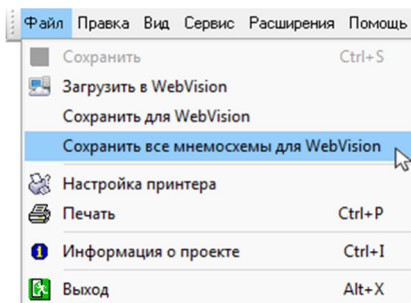 Файл Правка Вид Сервис Расширения Помощь
Сохранить Ctrl+S
Загрузить в WebVision
Сохранить для WebVision
Сохранить все мнемосхемы для WebVision
Настройка принтера
Печать Ctrl+P
Информация о проекте Ctrl+I
Выход Alt+X